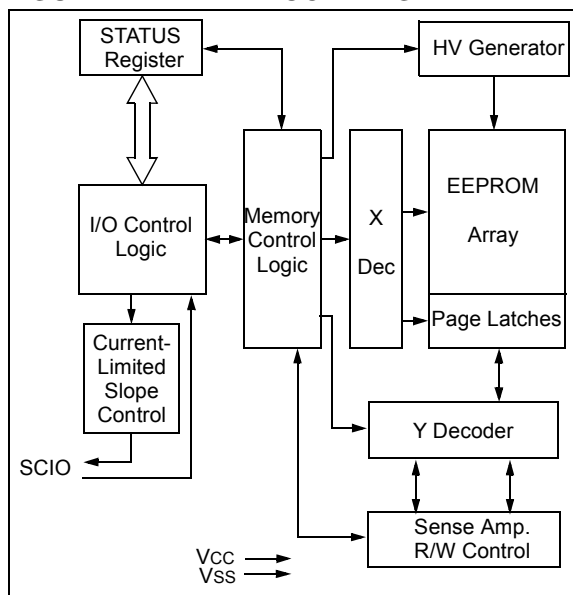 STATUS
Register
HV Generator
I/O Control
Logic
Memory
Control
Logic
X
Dec
EEPROM
Array
Page Latches
Current-
Limited
Slope
Control
Y Decoder
SCIO
Sense Amp.
R/W Control
VCC
VSS